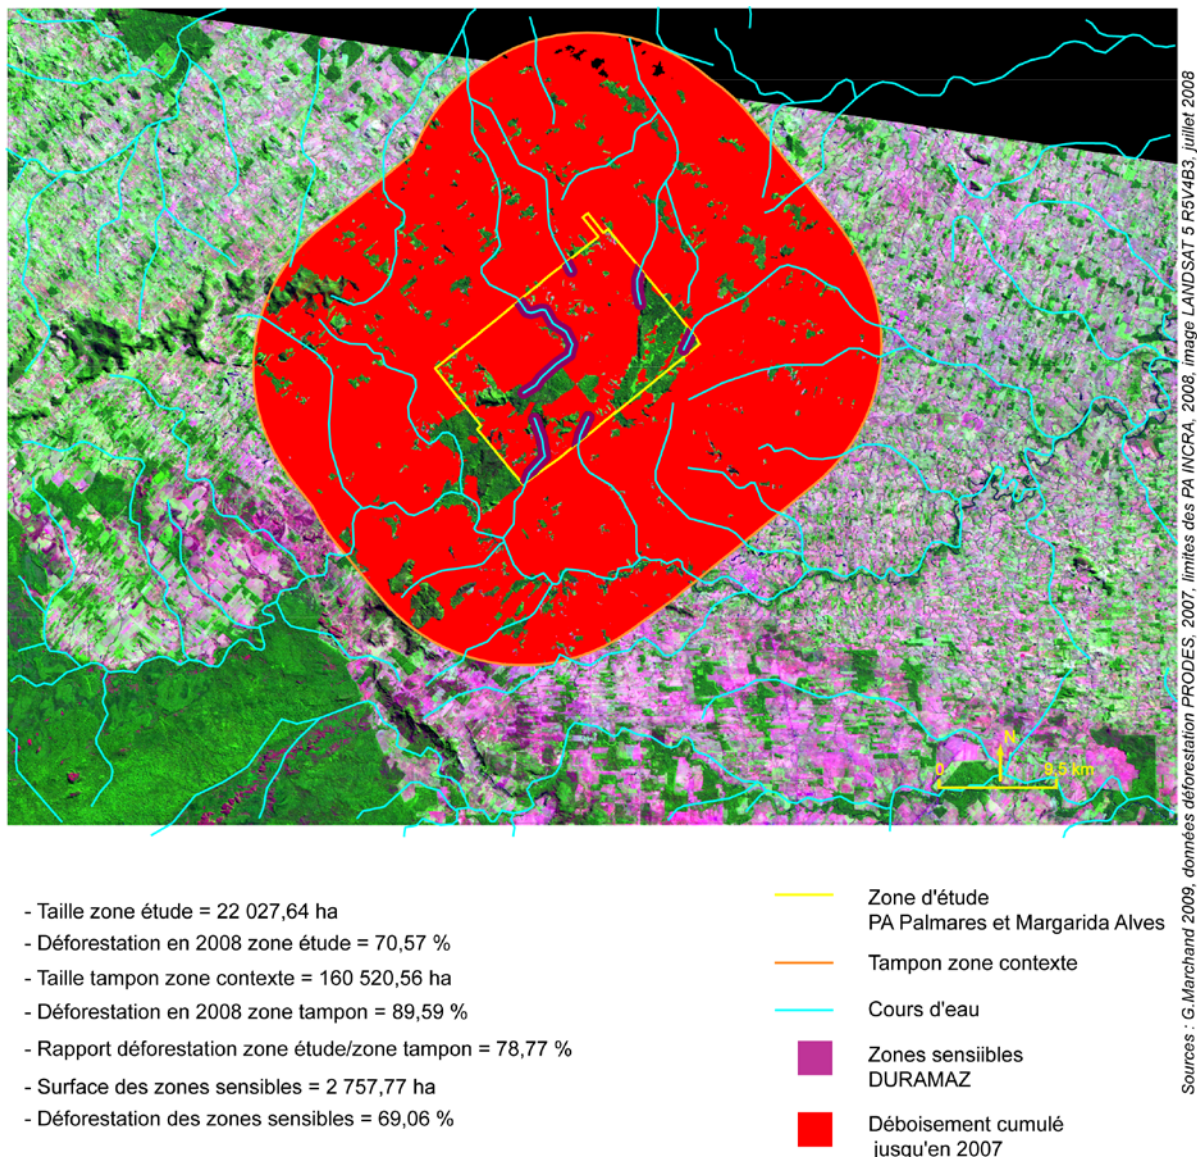 N
0 9,5 km
Sources : G.Marchand 2009, données déforestation PRODES, 2007, limites des PA INCRA, 2008, image LANDSAT 5 R5V4B3, juillet 2008
- Taille zone étude = 22 027,64 ha
- Déforestation en 2008 zone étude = 70,57 %
- Taille tampon zone contexte = 160 520,56 ha
- Déforestation en 2008 zone tampon = 89,59 %
- Rapport déforestation zone étude/zone tampon = 78,77 %
- Surface des zones sensibles = 2 757,77 ha
- Déforestation des zones sensibles = 69,06 %
Zone d'étude
PA Palmares et Margarida Alves
Tampon zone contexte
Cours d'eau
Zones sensiibles
DURAMAZ
Déboisement cumulé
jusqu'en 2007